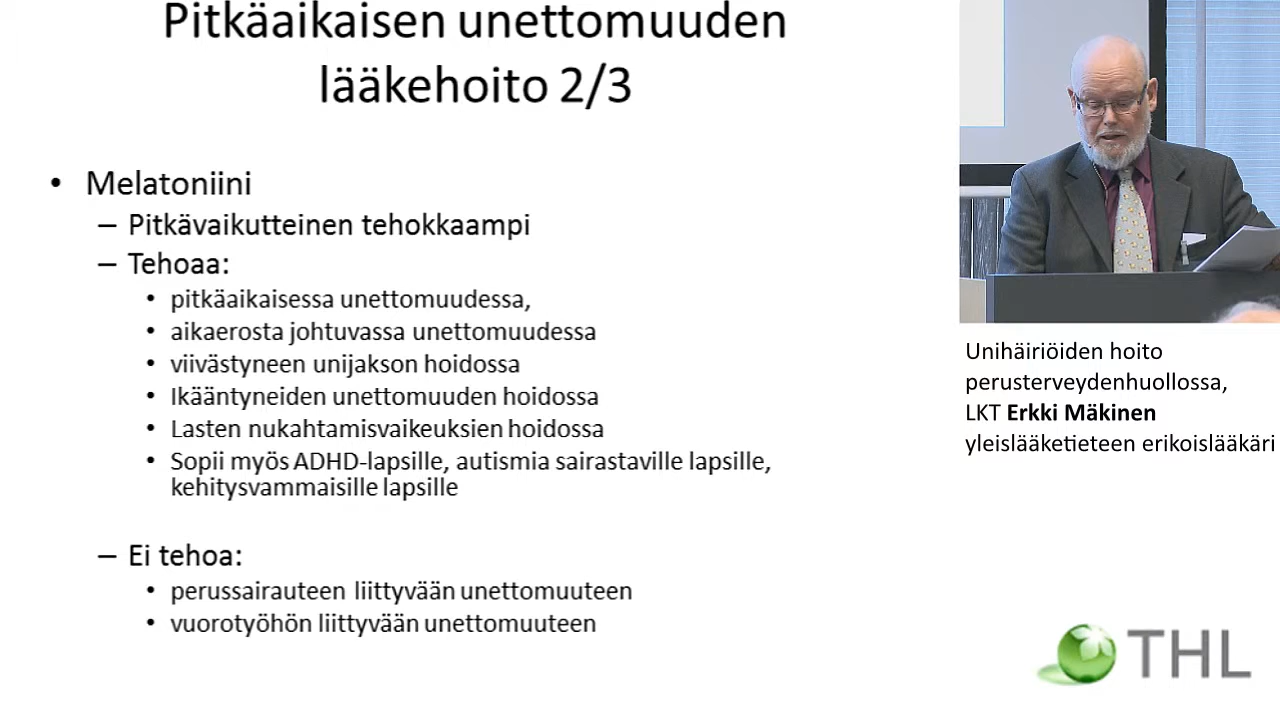 Pitkäaikaisen unettomuuden
lääkehoito 2/3
• Melatoniini
– Pitkävaikutteinen tehokkaampi
– Tehoaa:
• pitkäaikaisessa unettomuudessa,
• aikaerosta johtuvassa unettomuudessa
• viivästyneen unijakson hoidossa
• Ikääntyneiden unettomuuden hoidossa
• Lasten nukahtamisvaikeuksien hoidossa
• Sopii myös ADHD-lapsille, autismia sairastaville lapsille,
kehitysvammaisille lapsille
– Ei tehoa:
• perussairauteen liittyvään unettomuuteen
• vuorotyöhön liittyvään unettomuuteen
Unihäiriöiden hoito
perusterveydenhuollossa,
LKT Erkki Mäkinen
yleislääketieteen erikoislääkäri
THL